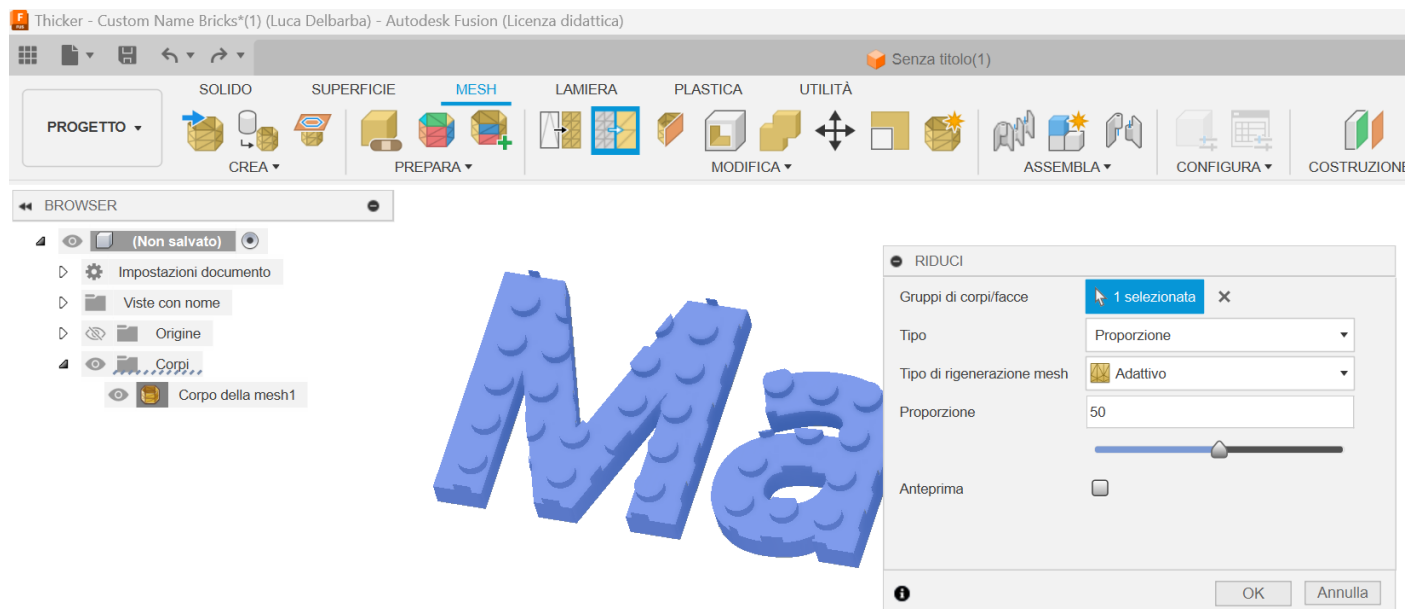 Thicker - Custom Name Bricks*(1) (Luca Delbarba) - Autodesk Fusion (Licenza didattica)
Senza titolo(1)
SOLIDO SUPERFICIE MESH LAMIERA PLASTICA UTILITÀ
PROGETTO
CREA PREPARA MODIFICA ASSEMBLA CONFIGURA COSTRUZIONE
BROWSER
(Non salvato)
Impostazioni documento
Viste con nome
Origine
Corpi
Corpo della mesh1
Ma
RIDUCI
Gruppi di corpi/facce 1 selezionata
Tipo Proporzione
Tipo di rigenerazione mesh Adattivo
Proporzione 50
Anteprima
OK Annulla